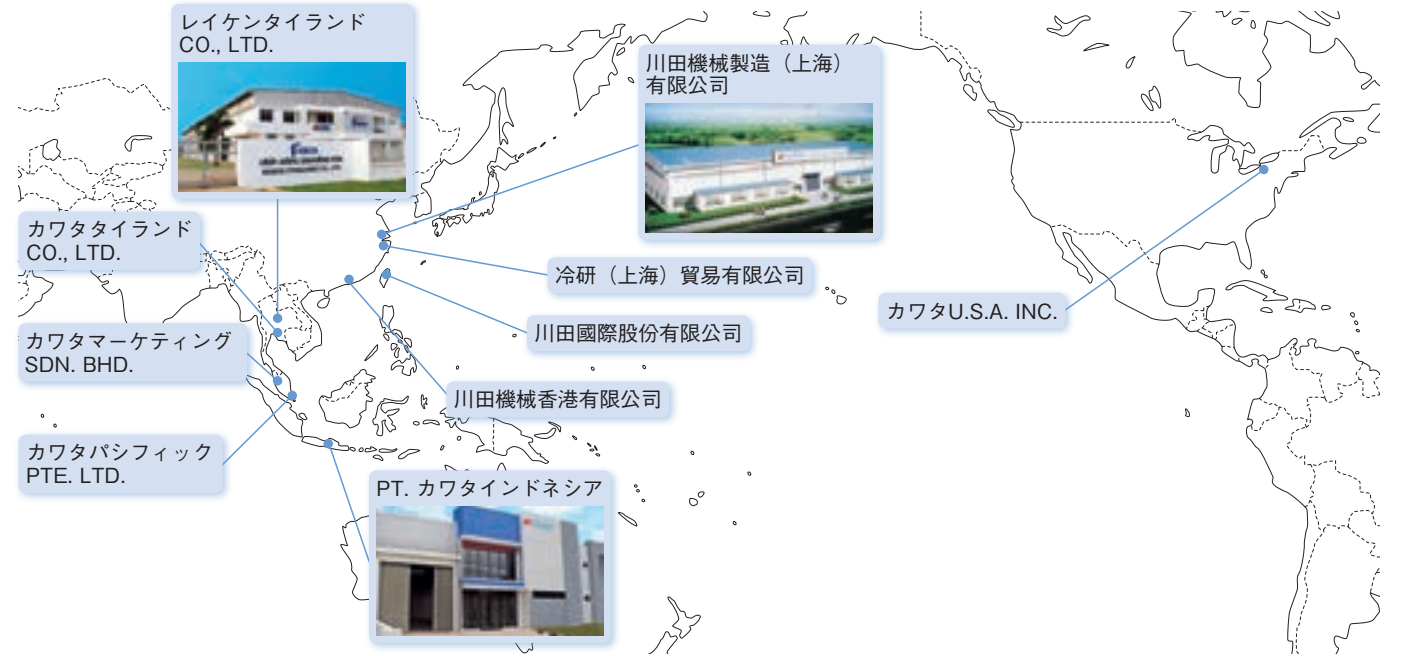 レイケンタイランド
CO., LTD.
川田機械製造（上海）
有限公司
カワタタイランド
CO., LTD.
冷研（上海）貿易有限公司
カワタU.S.A. INC.
川田國際股份有限公司
カワタマーケティング
SDN. BHD.
川田機械香港有限公司
カワタパシフィック
PTE. LTD.
PT. カワタインドネシア